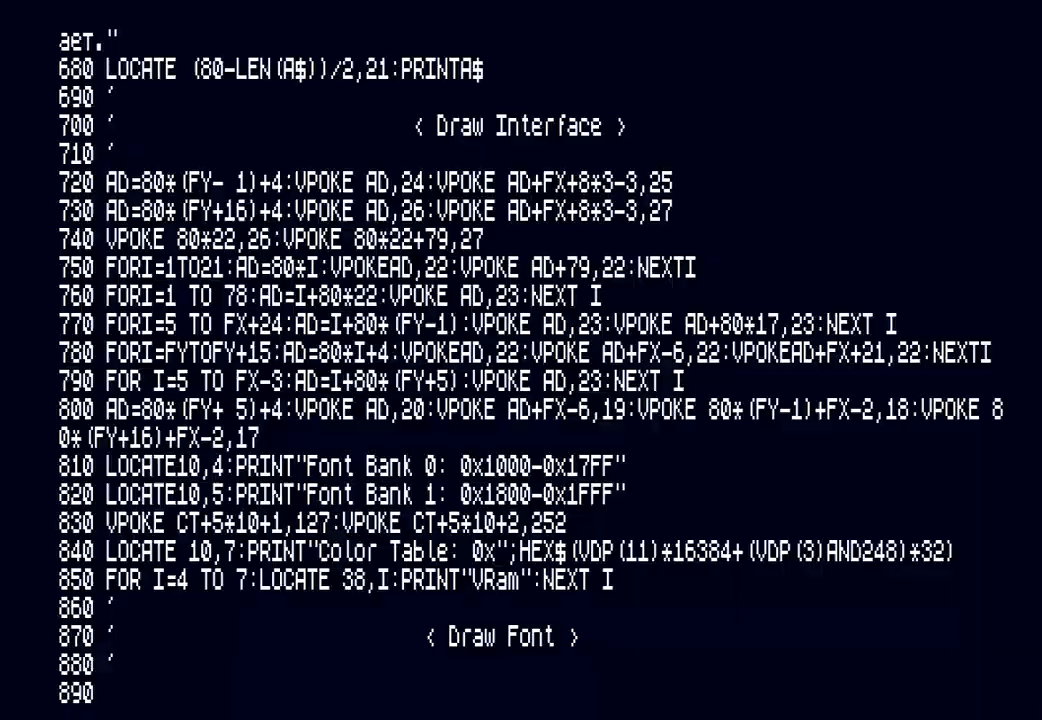 ает."
680 LOCATE (80-LEN(A$))/2,21:PRINTA$
690 '
700 ' < Draw Interface >
710 '
720 AD=80*(FY- 1)+4:VPOKE AD,24:VPOKE AD+FX+8*3-3,25
730 AD=80*(FY+16)+4:VPOKE AD,26:VPOKE AD+FX+8*3-3,27
740 VPOKE 80*22,26:VPOKE 80*22+79,27
750 FORI=1TO21:AD=80*I:VPOKEAD,22:VPOKE AD+79,22:NEXTI
760 FORI=1 TO 78:AD=I+80*22:VPOKE AD,23:NEXT I
770 FORI=5 TO FX+24:AD=I+80*(FY-1):VPOKE AD,23:VPOKE AD+80*17,23:NEXT I
780 FORI=FYTOFY+15:AD=80*I+4:VPOKEAD,22:VPOKE AD+FX-6,22:VPOKEAD+FX+21,22:NEXTI
790 FOR I=5 TO FX-3:AD=I+80*(FY+5):VPOKE AD,23:NEXT I
800 AD=80*(FY+ 5)+4:VPOKE AD,20:VPOKE AD+FX-6,19:VPOKE 80*(FY-1)+FX-2,18:VPOKE 8
0*(FY+16)+FX-2,17
810 LOCATE10,4:PRINT"Font Bank 0: 0x1000-0x17FF"
820 LOCATE10,5:PRINT"Font Bank 1: 0x1800-0x1FFF"
830 VPOKE CT+5*10+1,127:VPOKE CT+5*10+2,252
840 LOCATE 10,7:PRINT"Color Table: 0x";HEX$(VDP(11)*16384+(VDP(3)AND248)*32)
850 FOR I=4 TO 7:LOCATE 38,I:PRINT"VRam":NEXT I
860 '
870 ' < Draw Font >
880 '
890